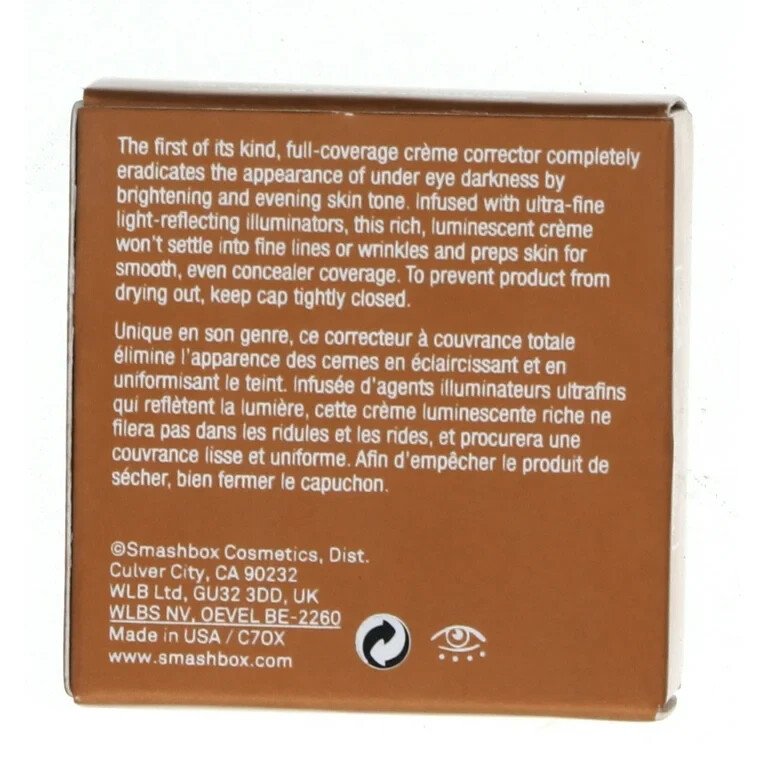 The first of its kind, full-coverage crème corrector completely
eradicates the appearance of under eye darkness by
brightening and evening skin tone. Infused with ultra-fine
light-reflecting illuminators, this rich, luminescent crème
won't settle into fine lines or wrinkles and preps skin for
smooth, even concealer coverage. To prevent product from
drying out, keep cap tightly closed.
Unique en son genre, ce correcteur à couvrance totale
élimine l'apparence des cernes en éclaircissant et en
uniformisant le teint. Infusée d'agents illuminateurs ultrafins
qui reflètent la lumière, cette crème luminescente riche ne
filera pas dans les ridules et les rides, et procurera une
couvrance lisse et uniforme. Afin d'empêcher le produit de
sécher, bien fermer le capuchon.
©Smashbox Cosmetics, Dist.
Culver City, CA 90232
WLB Ltd, GU32 3DD, UK
WLBS NV, OEVEL BE-2260
Made in USA / C7OX
www.smashbox.com